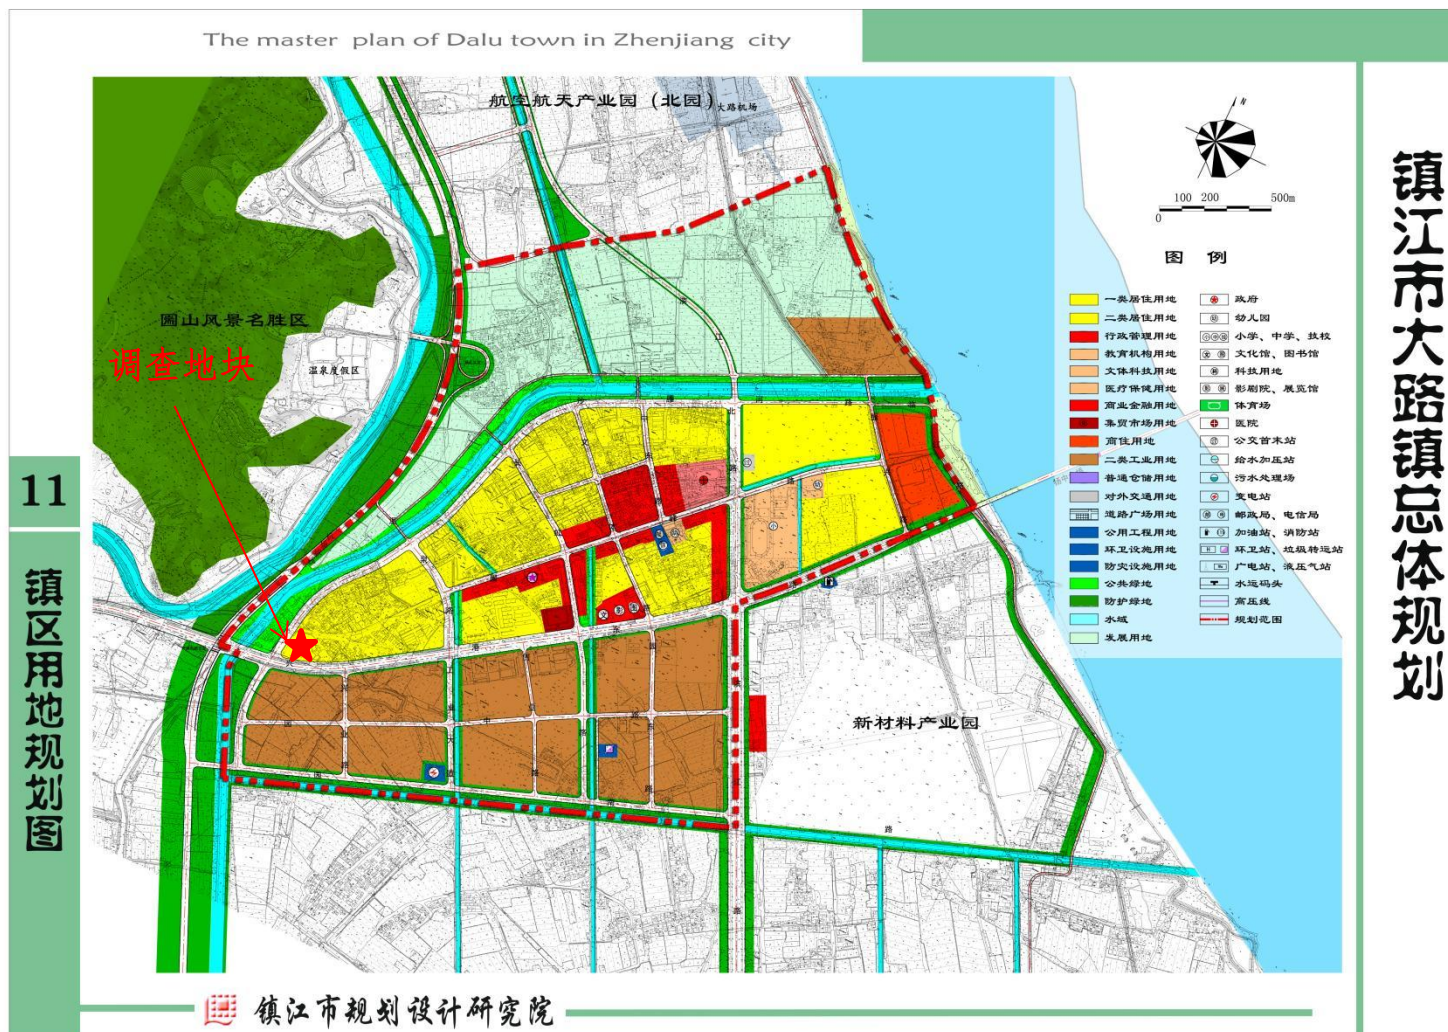 The master plan of Dalu town in Zhenjiang city
镇江市大路镇总体规划
11
镇区用地规划图
航空航天产业园（北园）
大路机场
圌山风景名胜区
调查地块
温泉度假区
新材料产业园
N
100 200 500m
0
图 例
一类居住用地
二类居住用地
行政管理用地
教育机构用地
文体科技用地
医疗保健用地
商业金融用地
集贸市场用地
商住用地
二类工业用地
普通仓储用地
对外交通用地
道路广场用地
公用工程用地
环卫设施用地
防灾设施用地
公共绿地
防护绿地
水域
发展用地
政府
幼儿园
小学、中学、技校
文化馆、图书馆
科技用地
影剧院、展览馆
体育场
医院
公交首末站
给水加压站
污水处理场
变电站
邮政局、电信局
加油站、消防站
环卫站、垃圾转运站
广电站、液压气站
水运码头
高压线
规划范围
镇江市规划设计研究院